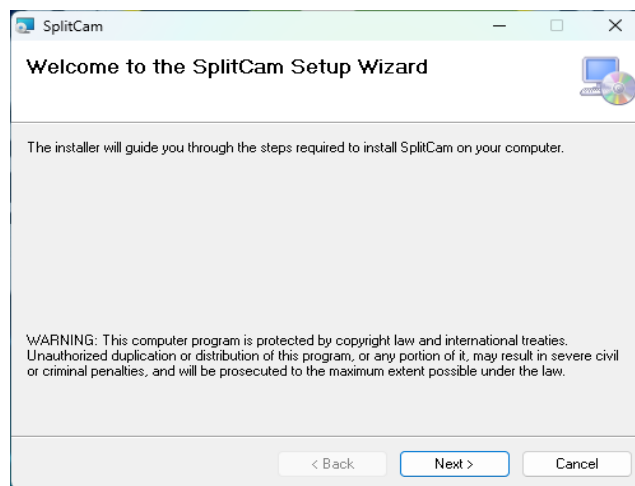 SplitCam
Welcome to the SplitCam Setup Wizard
The installer will guide you through the steps required to install SplitCam on your computer.
WARNING: This computer program is protected by copyright law and international treaties.
Unauthorized duplication or distribution of this program, or any portion of it, may result in severe civil
or criminal penalties, and will be prosecuted to the maximum extent possible under the law.
< Back
Next >
Cancel